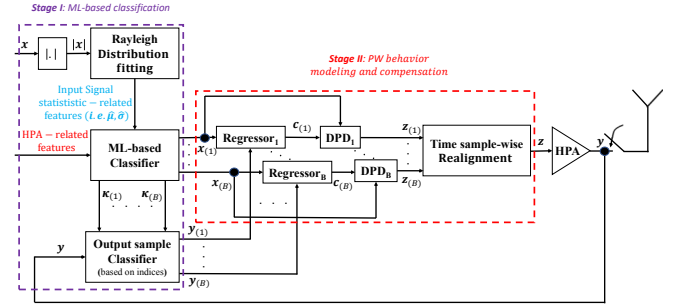 Stage I: ML-based classification
x
|.|
|x|
Rayleigh
Distribution
fitting
Input Signal
statististic – related
features (i.e. μ̂, σ̂)
HPA – related
features
ML-based
Classifier
κ(1) κ(B)
. . . .
y
Output sample
Classifier
(based on indices)
y(1)
y(B)
Stage II: PW behavior
modeling and compensation
x(1)
Regressor1
c(1)
DPD1
z(1)
x(B)
RegressorB
c(B)
DPDB
z(B)
. . .
Time sample-wise
Realignment
z
HPA
y